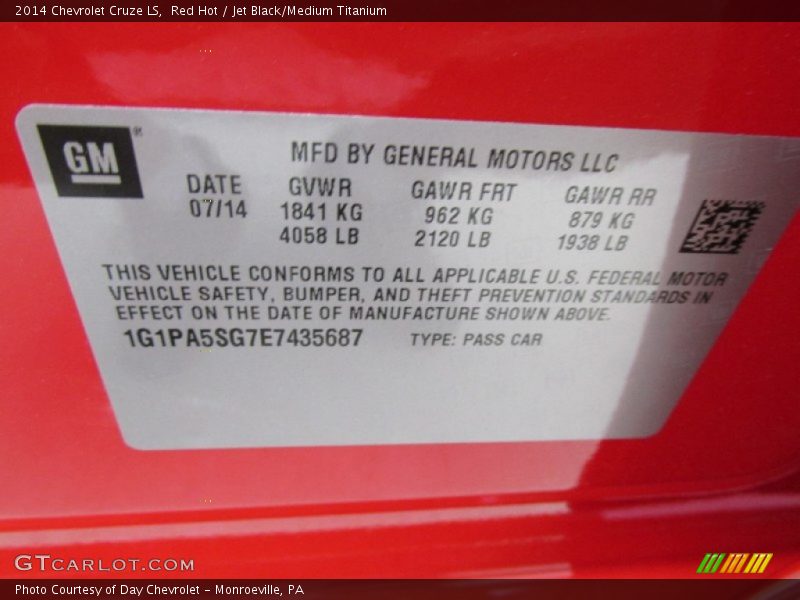 2014 Chevrolet Cruze LS,  Red Hot / Jet Black/Medium Titanium
GM
MFD BY GENERAL MOTORS LLC
DATE GVWR GAWR FRT GAWR RR
07/14 1841 KG 962 KG 879 KG
4058 LB 2120 LB 1938 LB
THIS VEHICLE CONFORMS TO ALL APPLICABLE U.S. FEDERAL MOTOR
VEHICLE SAFETY, BUMPER, AND THEFT PREVENTION STANDARDS IN
EFFECT ON THE DATE OF MANUFACTURE SHOWN ABOVE.
1G1PA5SG7E7435687 TYPE: PASS CAR
GTCARLOT.COM
Photo Courtesy of Day Chevrolet - Monroeville, PA